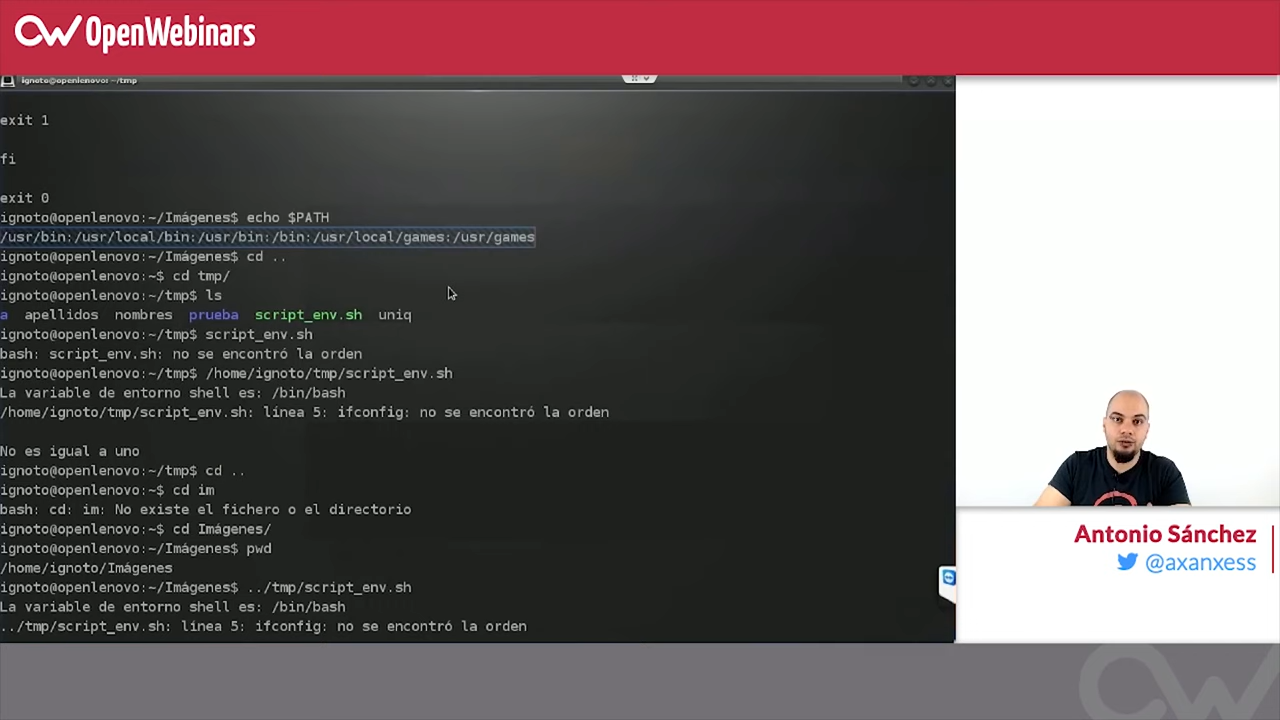 OpenWebinars
ignoto@openlenovo: ~/tmp
exit 1
fi
exit 0
ignoto@openlenovo:~/Imágenes$ echo $PATH
/usr/bin:/usr/local/bin:/usr/bin:/bin:/usr/local/games:/usr/games
ignoto@openlenovo:~/Imágenes$ cd ..
ignoto@openlenovo:~$ cd tmp/
ignoto@openlenovo:~/tmp$ ls
a apellidos nombres prueba script_env.sh uniq
ignoto@openlenovo:~/tmp$ script_env.sh
bash: script_env.sh: no se encontró la orden
ignoto@openlenovo:~/tmp$ /home/ignoto/tmp/script_env.sh
La variable de entorno shell es: /bin/bash
/home/ignoto/tmp/script_env.sh: línea 5: ifconfig: no se encontró la orden
No es igual a uno
ignoto@openlenovo:~/tmp$ cd ..
ignoto@openlenovo:~$ cd im
bash: cd: im: No existe el fichero o el directorio
ignoto@openlenovo:~$ cd Imágenes/
ignoto@openlenovo:~/Imágenes$ pwd
/home/ignoto/Imágenes
ignoto@openlenovo:~/Imágenes$ ../tmp/script_env.sh
La variable de entorno shell es: /bin/bash
../tmp/script_env.sh: línea 5: ifconfig: no se encontró la orden
Antonio Sánchez
@axanxess